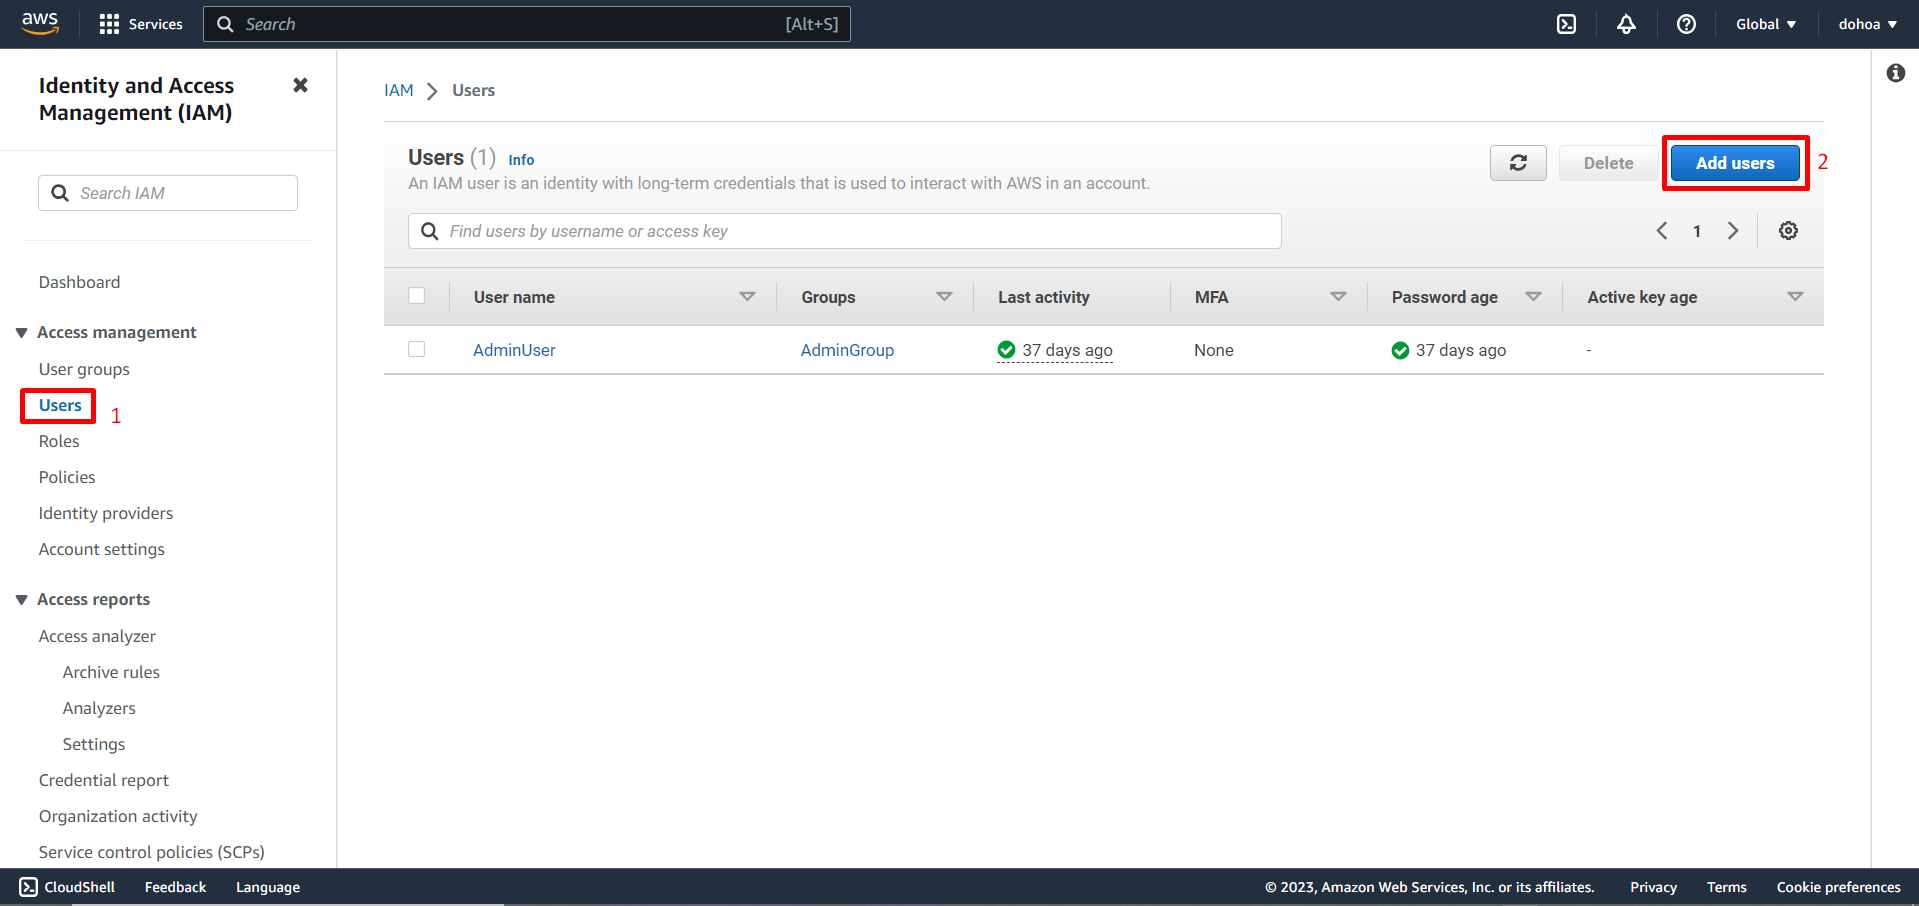 aws
Services
Search [Alt+S]
Global
dohoa
Identity and Access
Management (IAM)
Search IAM
Dashboard
Access management
User groups
Users 1
Roles
Policies
Identity providers
Account settings
Access reports
Access analyzer
Archive rules
Analyzers
Settings
Credential report
Organization activity
Service control policies (SCPs)
IAM Users
Users (1) Info
An IAM user is an identity with long-term credentials that is used to interact with AWS in an account.
Delete
Add users 2
Find users by username or access key
1
User name Groups Last activity MFA Password age Active key age
AdminUser AdminGroup 37 days ago None 37 days ago -
CloudShell Feedback Language
© 2023, Amazon Web Services, Inc. or its affiliates. Privacy Terms Cookie preferences